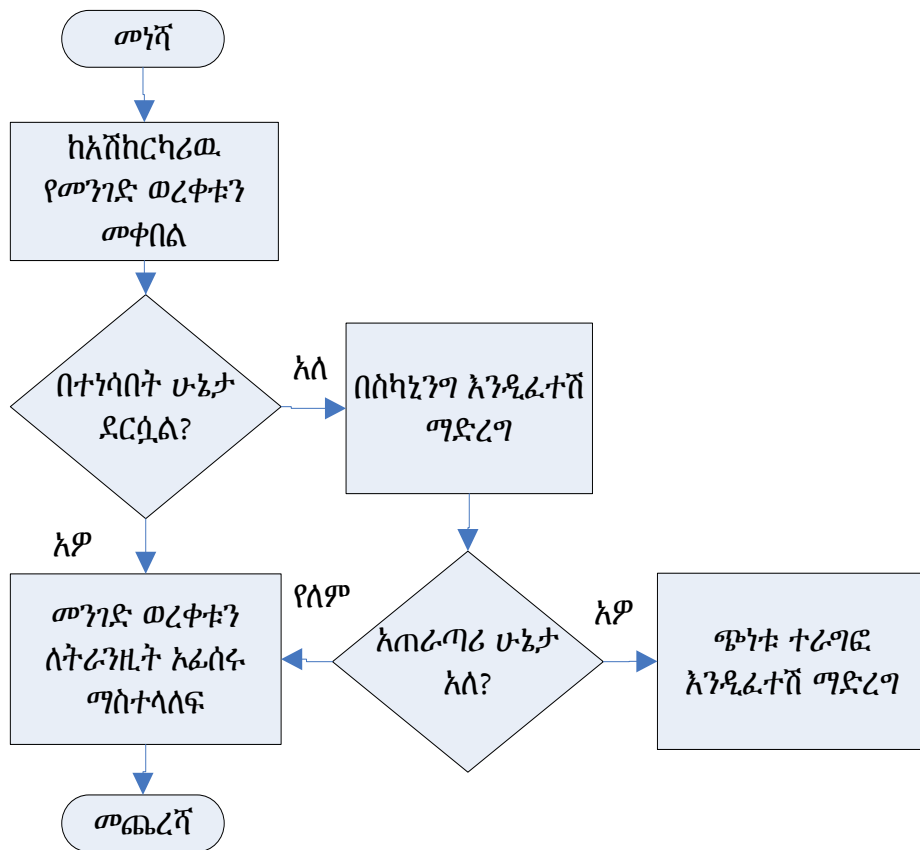 መነሻ
ከአሽከርካሪዉ
የመንገድ ወረቀቱን
መቀበል
በተነሳበት ሁኔታ
ደርሷል?
አለ
በስካኒንግ እንዲፈተሽ
ማድረግ
አዎ
መንገድ ወረቀቱን
ለትራንዚት ኦፊሰሩ
ማስተላለፍ
የለም
አጠራጣሪ ሁኔታ
አለ?
አዎ
ጭነቱ ተራግፎ
እንዲፈተሽ ማድረግ
መጨረሻ